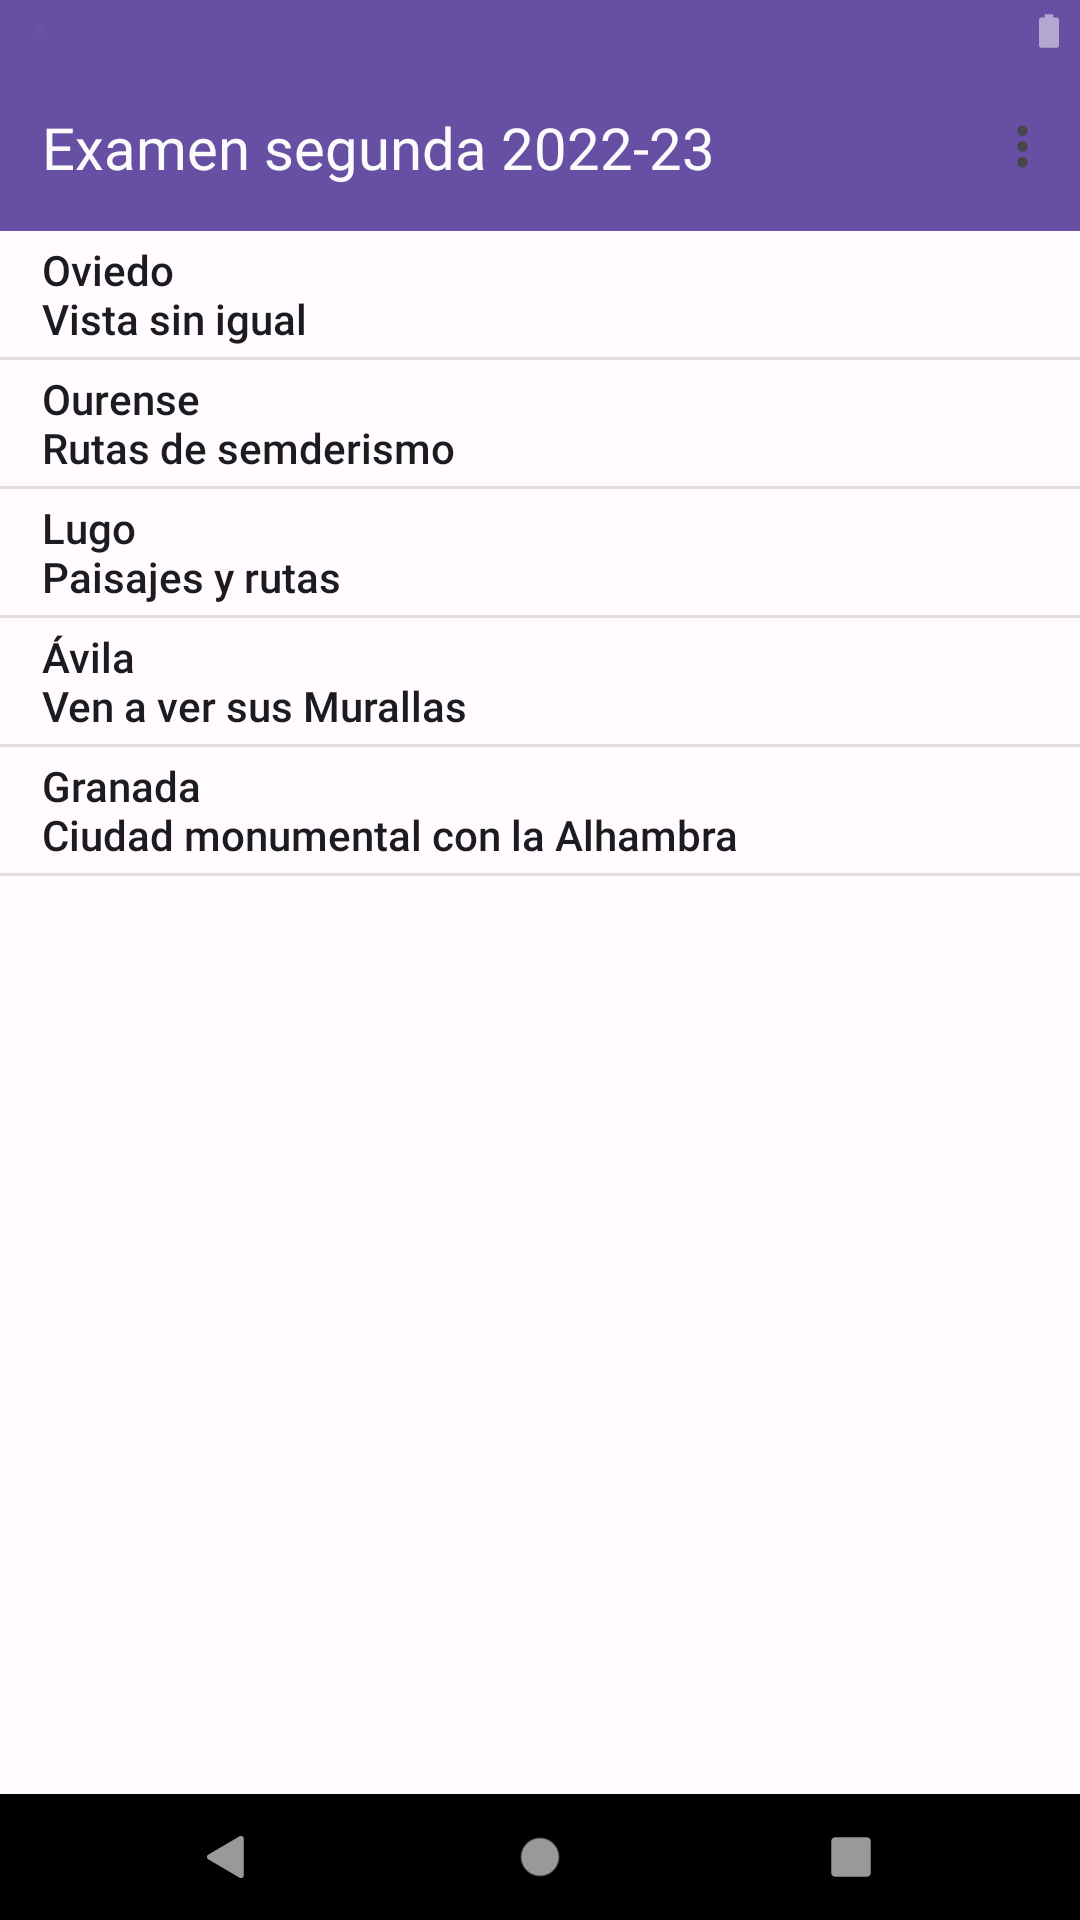 Examen segunda 2022-23
Oviedo
Vista sin igual
Ourense
Rutas de semderismo
Lugo
Paisajes y rutas
Ávila
Ven a ver sus Murallas
Granada
Ciudad monumental con la Alhambra